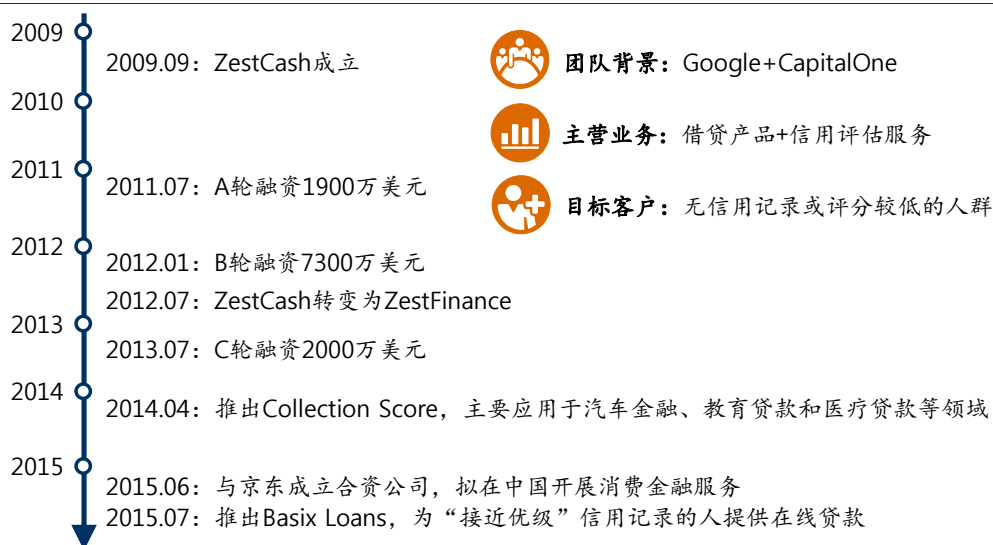 2009
2009.09：ZestCash成立
团队背景：Google+CapitalOne
2010
主营业务：借贷产品+信用评估服务
2011
2011.07：A轮融资1900万美元
目标客户：无信用记录或评分较低的人群
2012
2012.01：B轮融资7300万美元
2012.07：ZestCash转变为ZestFinance
2013
2013.07：C轮融资2000万美元
2014
2014.04：推出Collection Score，主要应用于汽车金融、教育贷款和医疗贷款等领域
2015
2015.06：与京东成立合资公司，拟在中国开展消费金融服务
2015.07：推出Basix Loans，为“接近优级”信用记录的人提供在线贷款